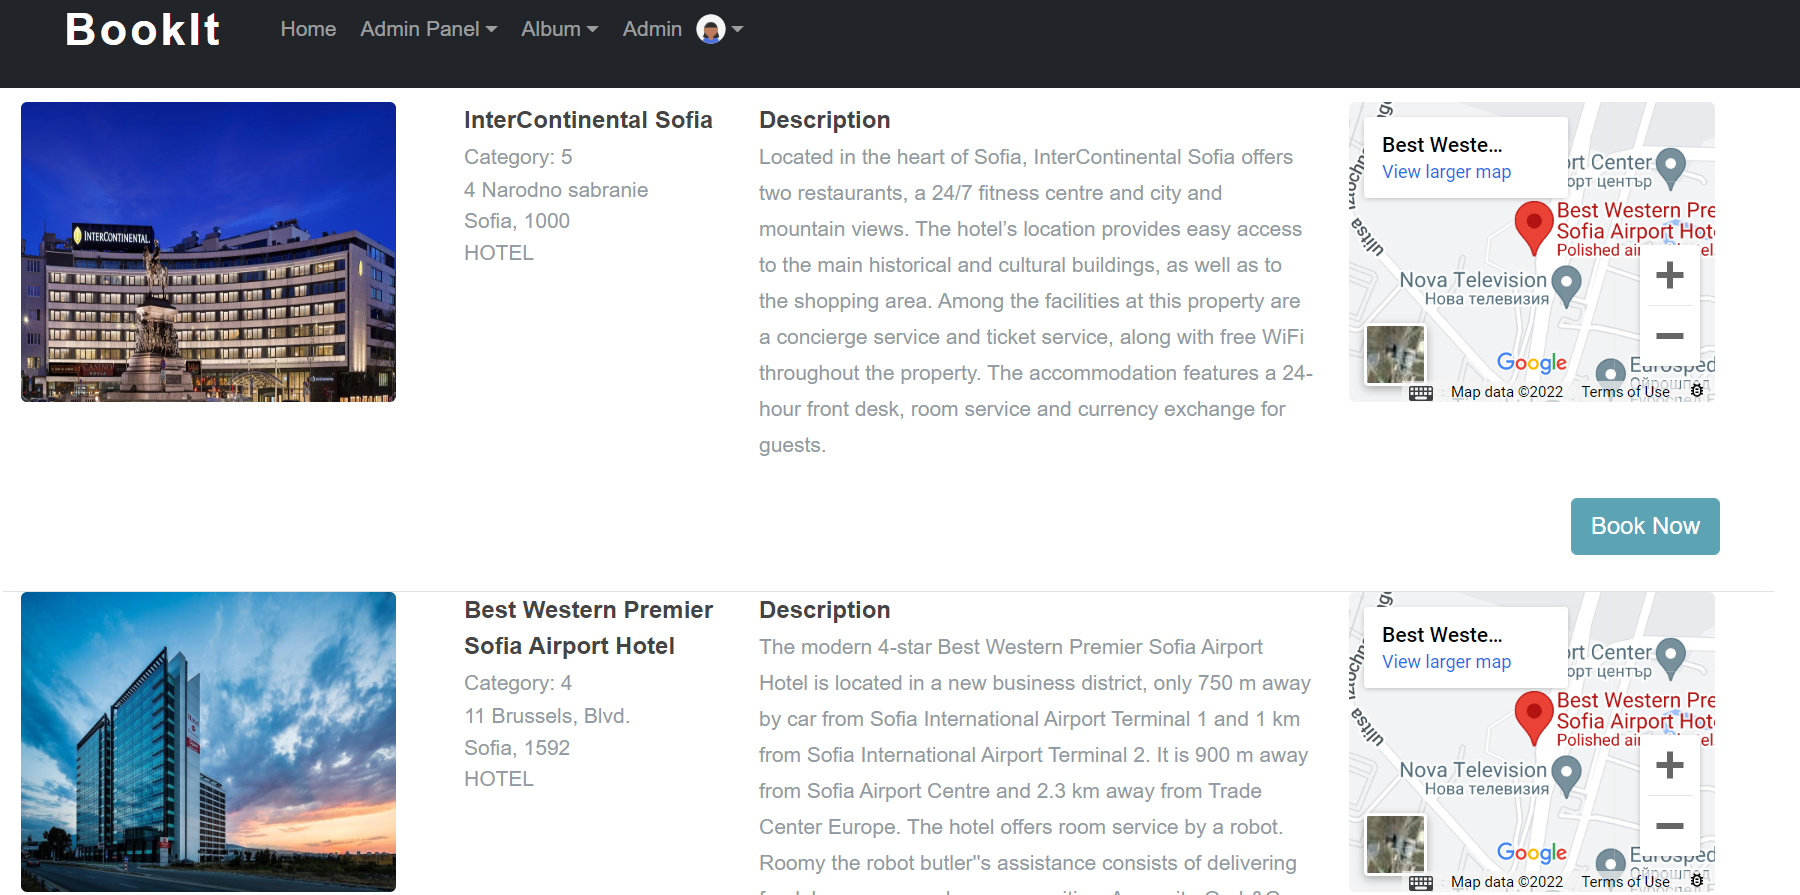 BookIt
Home
Admin Panel
Album
Admin
INTERCONTINENTAL
InterContinental Sofia
Category: 5
4 Narodno sabranie
Sofia, 1000
HOTEL
Description
Located in the heart of Sofia, InterContinental Sofia offers
two restaurants, a 24/7 fitness centre and city and
mountain views. The hotel’s location provides easy access
to the main historical and cultural buildings, as well as to
the shopping area. Among the facilities at this property are
a concierge service and ticket service, along with free WiFi
throughout the property. The accommodation features a 24-
hour front desk, room service and currency exchange for
guests.
Best Weste...
View larger map
rt Center
орт център
Best Western Pre
Sofia Airport Hot
Polished air
el.
ulitsa
Nova Television
Нова телевизия
Google
Eurosped
Map data ©2022
Terms of Use
Book Now
Best Western Premier
Sofia Airport Hotel
Category: 4
11 Brussels, Blvd.
Sofia, 1592
HOTEL
Description
The modern 4-star Best Western Premier Sofia Airport
Hotel is located in a new business district, only 750 m away
by car from Sofia International Airport Terminal 1 and 1 km
from Sofia International Airport Terminal 2. It is 900 m away
from Sofia Airport Centre and 2.3 km away from Trade
Center Europe. The hotel offers room service by a robot.
Roomy the robot butler"s assistance consists of delivering
Best Weste...
View larger map
rt Center
орт център
Best Western Pre
Sofia Airport Hot
Polished air
el.
ulitsa
Nova Television
Нова телевизия
Google
Map data ©2022
Terms of Use